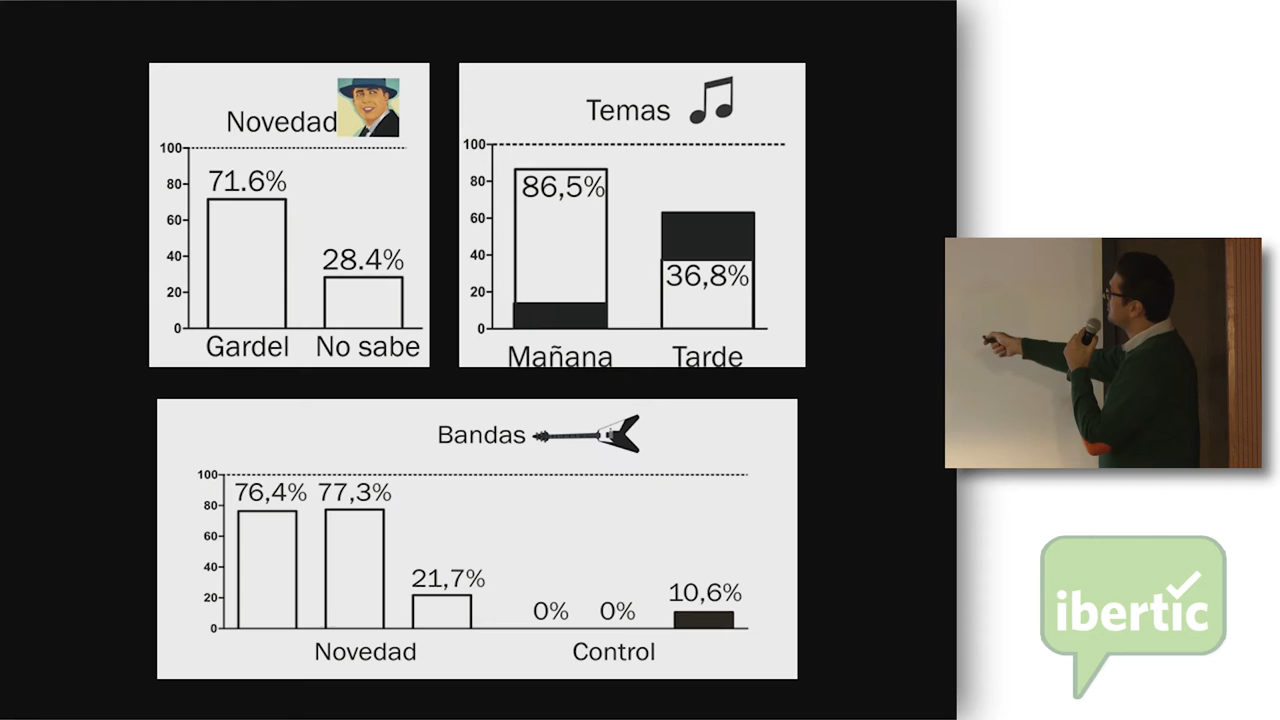 Novedad
100
80
60
40
20
0
71.6%
28.4%
Gardel
No sabe
Temas
100
80
60
40
20
0
86,5%
36,8%
Mañana
Tarde
Bandas
100
80
60
40
20
0
76,4%
77,3%
21,7%
0%
0%
10,6%
Novedad
Control
ibertic